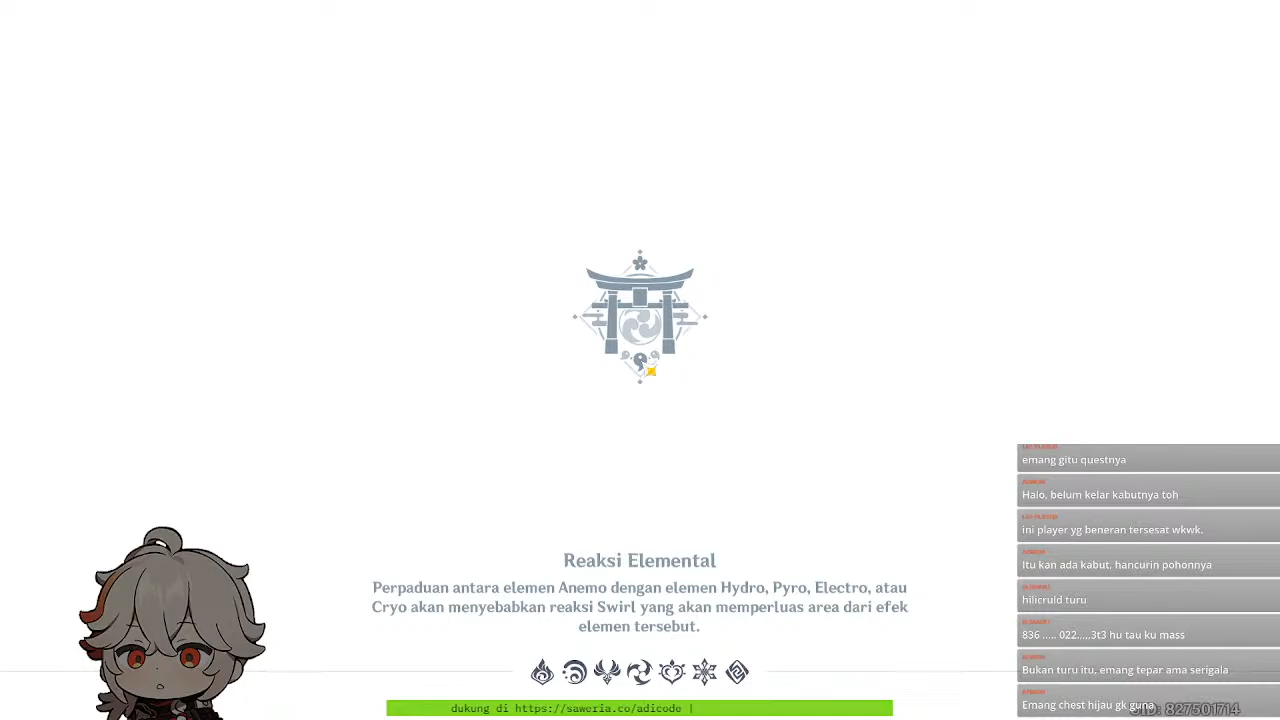 emang gitu questnya
Halo, belum kelar kabutnya toh
ini player yg beneran tersesat wkwk.
Itu kan ada kabut, hancurin pohonnya
hilicruld turu
836 ..... 022.....3t3 hu tau ku mass
Bukan turu itu, emang tepar ama serigala
Emang chest hijau gk guna
UID: 827501714
Reaksi Elemental
Perpaduan antara elemen Anemo dengan elemen Hydro, Pyro, Electro, atau
Cryo akan menyebabkan reaksi Swirl yang akan memperluas area dari efek
elemen tersebut.
dukung di https://saweria.co/adicode |